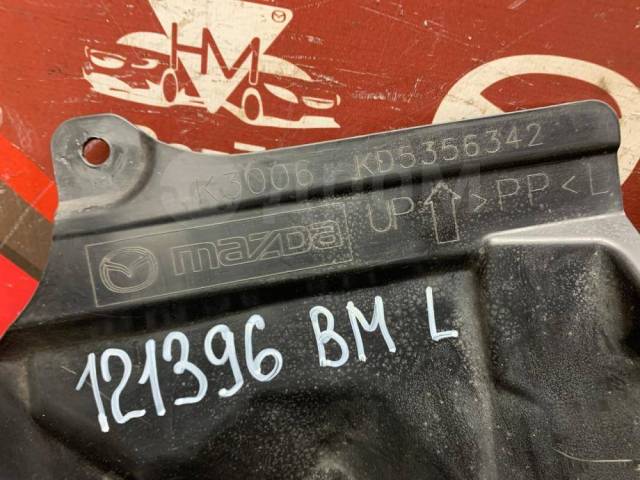 HM
K3006 KD5356342
mazda UP >PP< L
121396 BM L